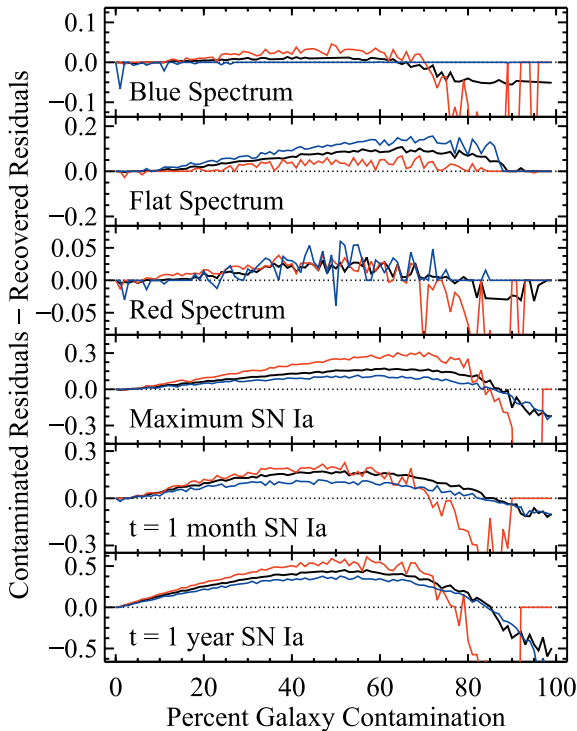 Contaminated Residuals − Recovered Residuals
0.1
0.0
−0.1
Blue Spectrum
0.2
0.0
−0.2
Flat Spectrum
0.05
0.00
−0.05
Red Spectrum
0.3
0.0
−0.3
Maximum SN Ia
0.3
0.0
−0.3
t = 1 month SN Ia
0.5
0.0
−0.5
t = 1 year SN Ia
0 20 40 60 80 100
Percent Galaxy Contamination